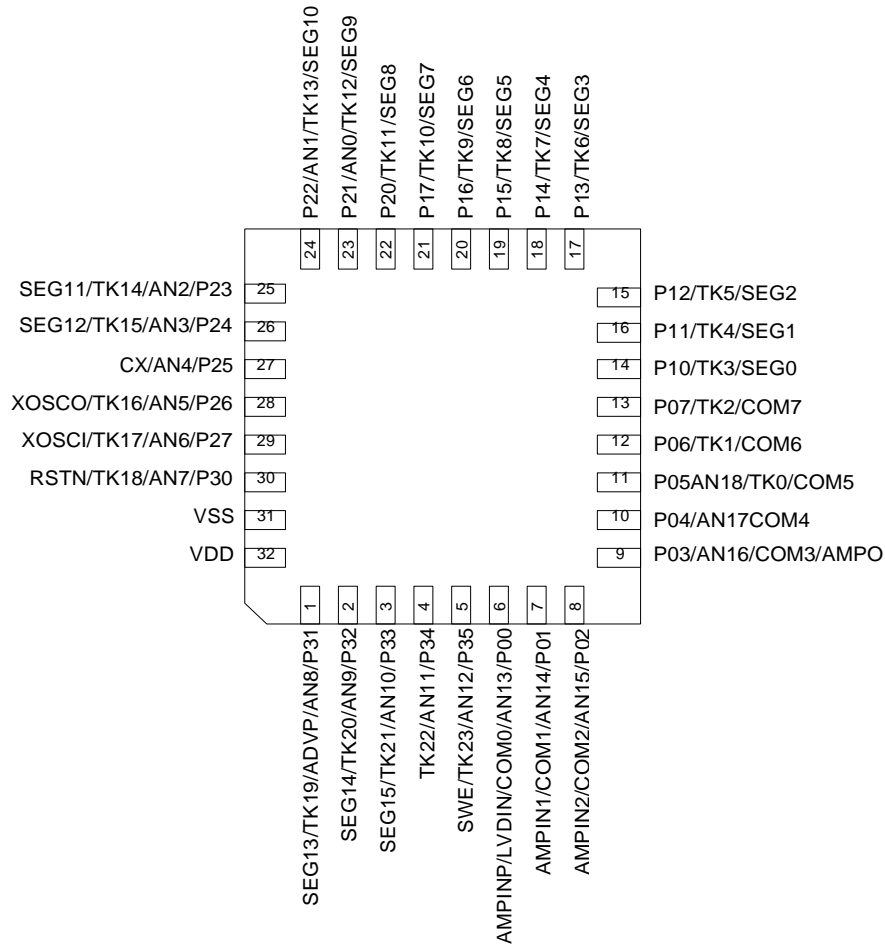 P22/AN1/TK13/SEG10
P21/AN0/TK12/SEG9
P20/TK11/SEG8
P17/TK10/SEG7
P16/TK9/SEG6
P15/TK8/SEG5
P14/TK7/SEG4
P13/TK6/SEG3
24
23
22
21
20
19
18
17
SEG11/TK14/AN2/P23 25
SEG12/TK15/AN3/P24 26
CX/AN4/P25 27
XOSCO/TK16/AN5/P26 28
XOSCI/TK17/AN6/P27 29
RSTN/TK18/AN7/P30 30
VSS 31
VDD 32
15 P12/TK5/SEG2
16 P11/TK4/SEG1
14 P10/TK3/SEG0
13 P07/TK2/COM7
12 P06/TK1/COM6
11 P05AN18/TK0/COM5
10 P04/AN17COM4
9 P03/AN16/COM3/AMPO
1
2
3
4
5
6
7
8
SEG13/TK19/ADVP/AN8/P31
SEG14/TK20/AN9/P32
SEG15/TK21/AN10/P33
TK22/AN11/P34
SWE/TK23/AN12/P35
AMPINP/LVDIN/COM0/AN13/P00
AMPIN1/COM1/AN14/P01
AMPIN2/COM2/AN15/P02